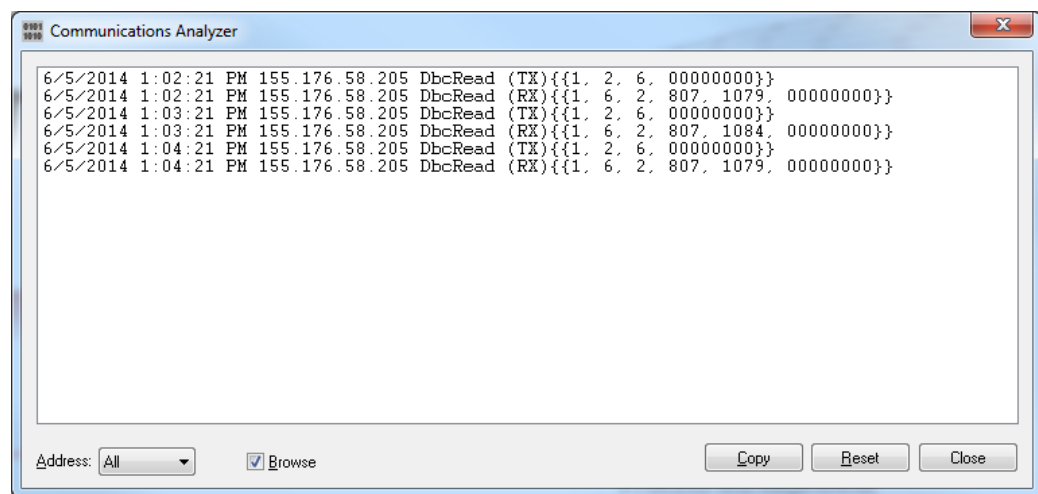 0101
1010
Communications Analyzer
6/5/2014 1:02:21 PM 155.176.58.205 DbcRead (TX){{1, 2, 6, 00000000}}
6/5/2014 1:02:21 PM 155.176.58.205 DbcRead (RX){{1, 6, 2, 807, 1079, 00000000}}
6/5/2014 1:03:21 PM 155.176.58.205 DbcRead (TX){{1, 2, 6, 00000000}}
6/5/2014 1:03:21 PM 155.176.58.205 DbcRead (RX){{1, 6, 2, 807, 1084, 00000000}}
6/5/2014 1:04:21 PM 155.176.58.205 DbcRead (TX){{1, 2, 6, 00000000}}
6/5/2014 1:04:21 PM 155.176.58.205 DbcRead (RX){{1, 6, 2, 807, 1079, 00000000}}
Address: All Browse Copy Reset Close